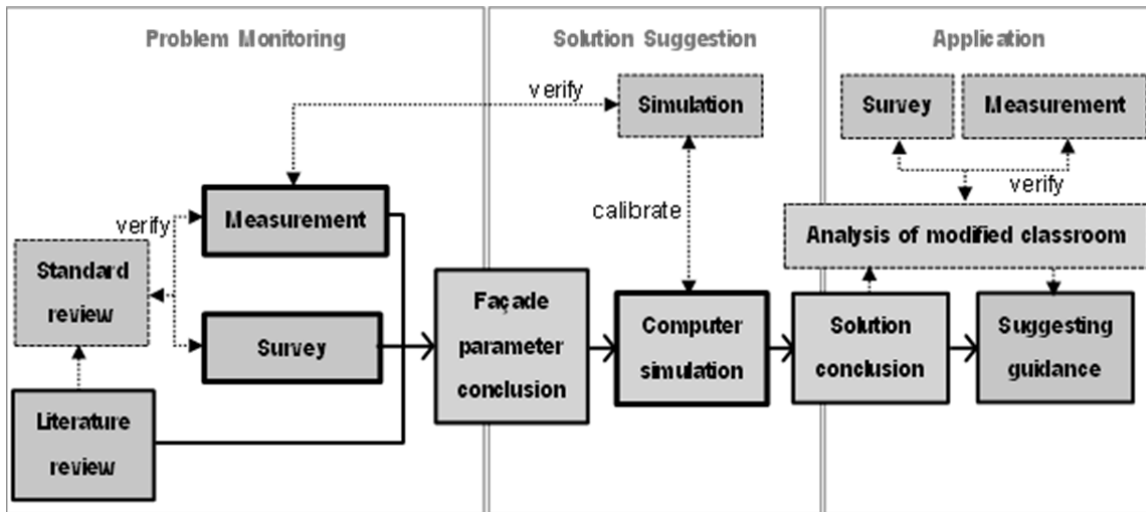 Problem Monitoring
Solution Suggestion
Application
verify
Simulation
Survey
Measurement
verify
calibrate
verify
Measurement
Analysis of modified classroom
Standard
review
Survey
Façade
parameter
conclusion
Computer
simulation
Solution
conclusion
Suggesting
guidance
Literature
review